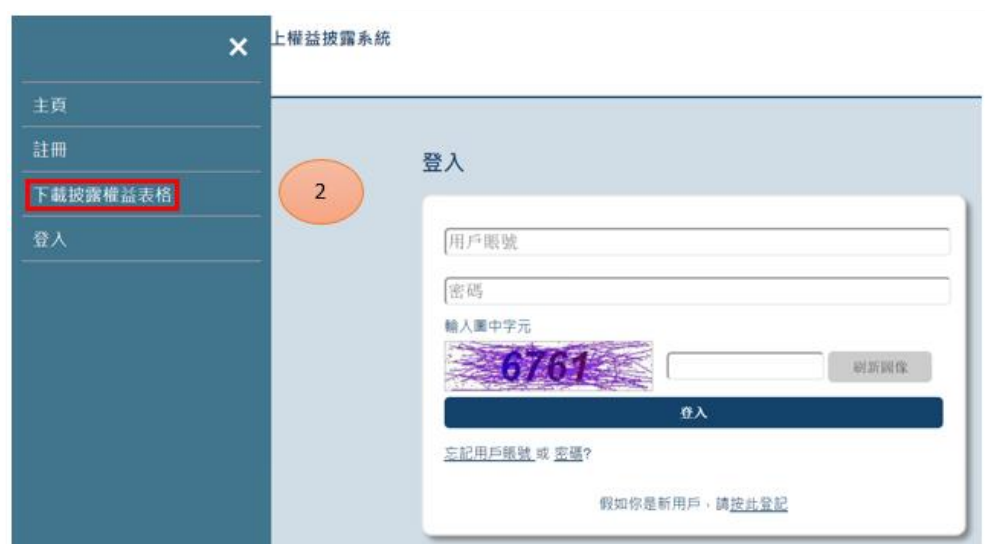 ×
上權益披露系統
主頁
註冊
下載披露權益表格
登入
2
登入
用戶賬號
密碼
輸入圖中字元
6761
刷新圖像
登入
忘記用戶賬號 或 密碼?
假如你是新用戶，請按此登記